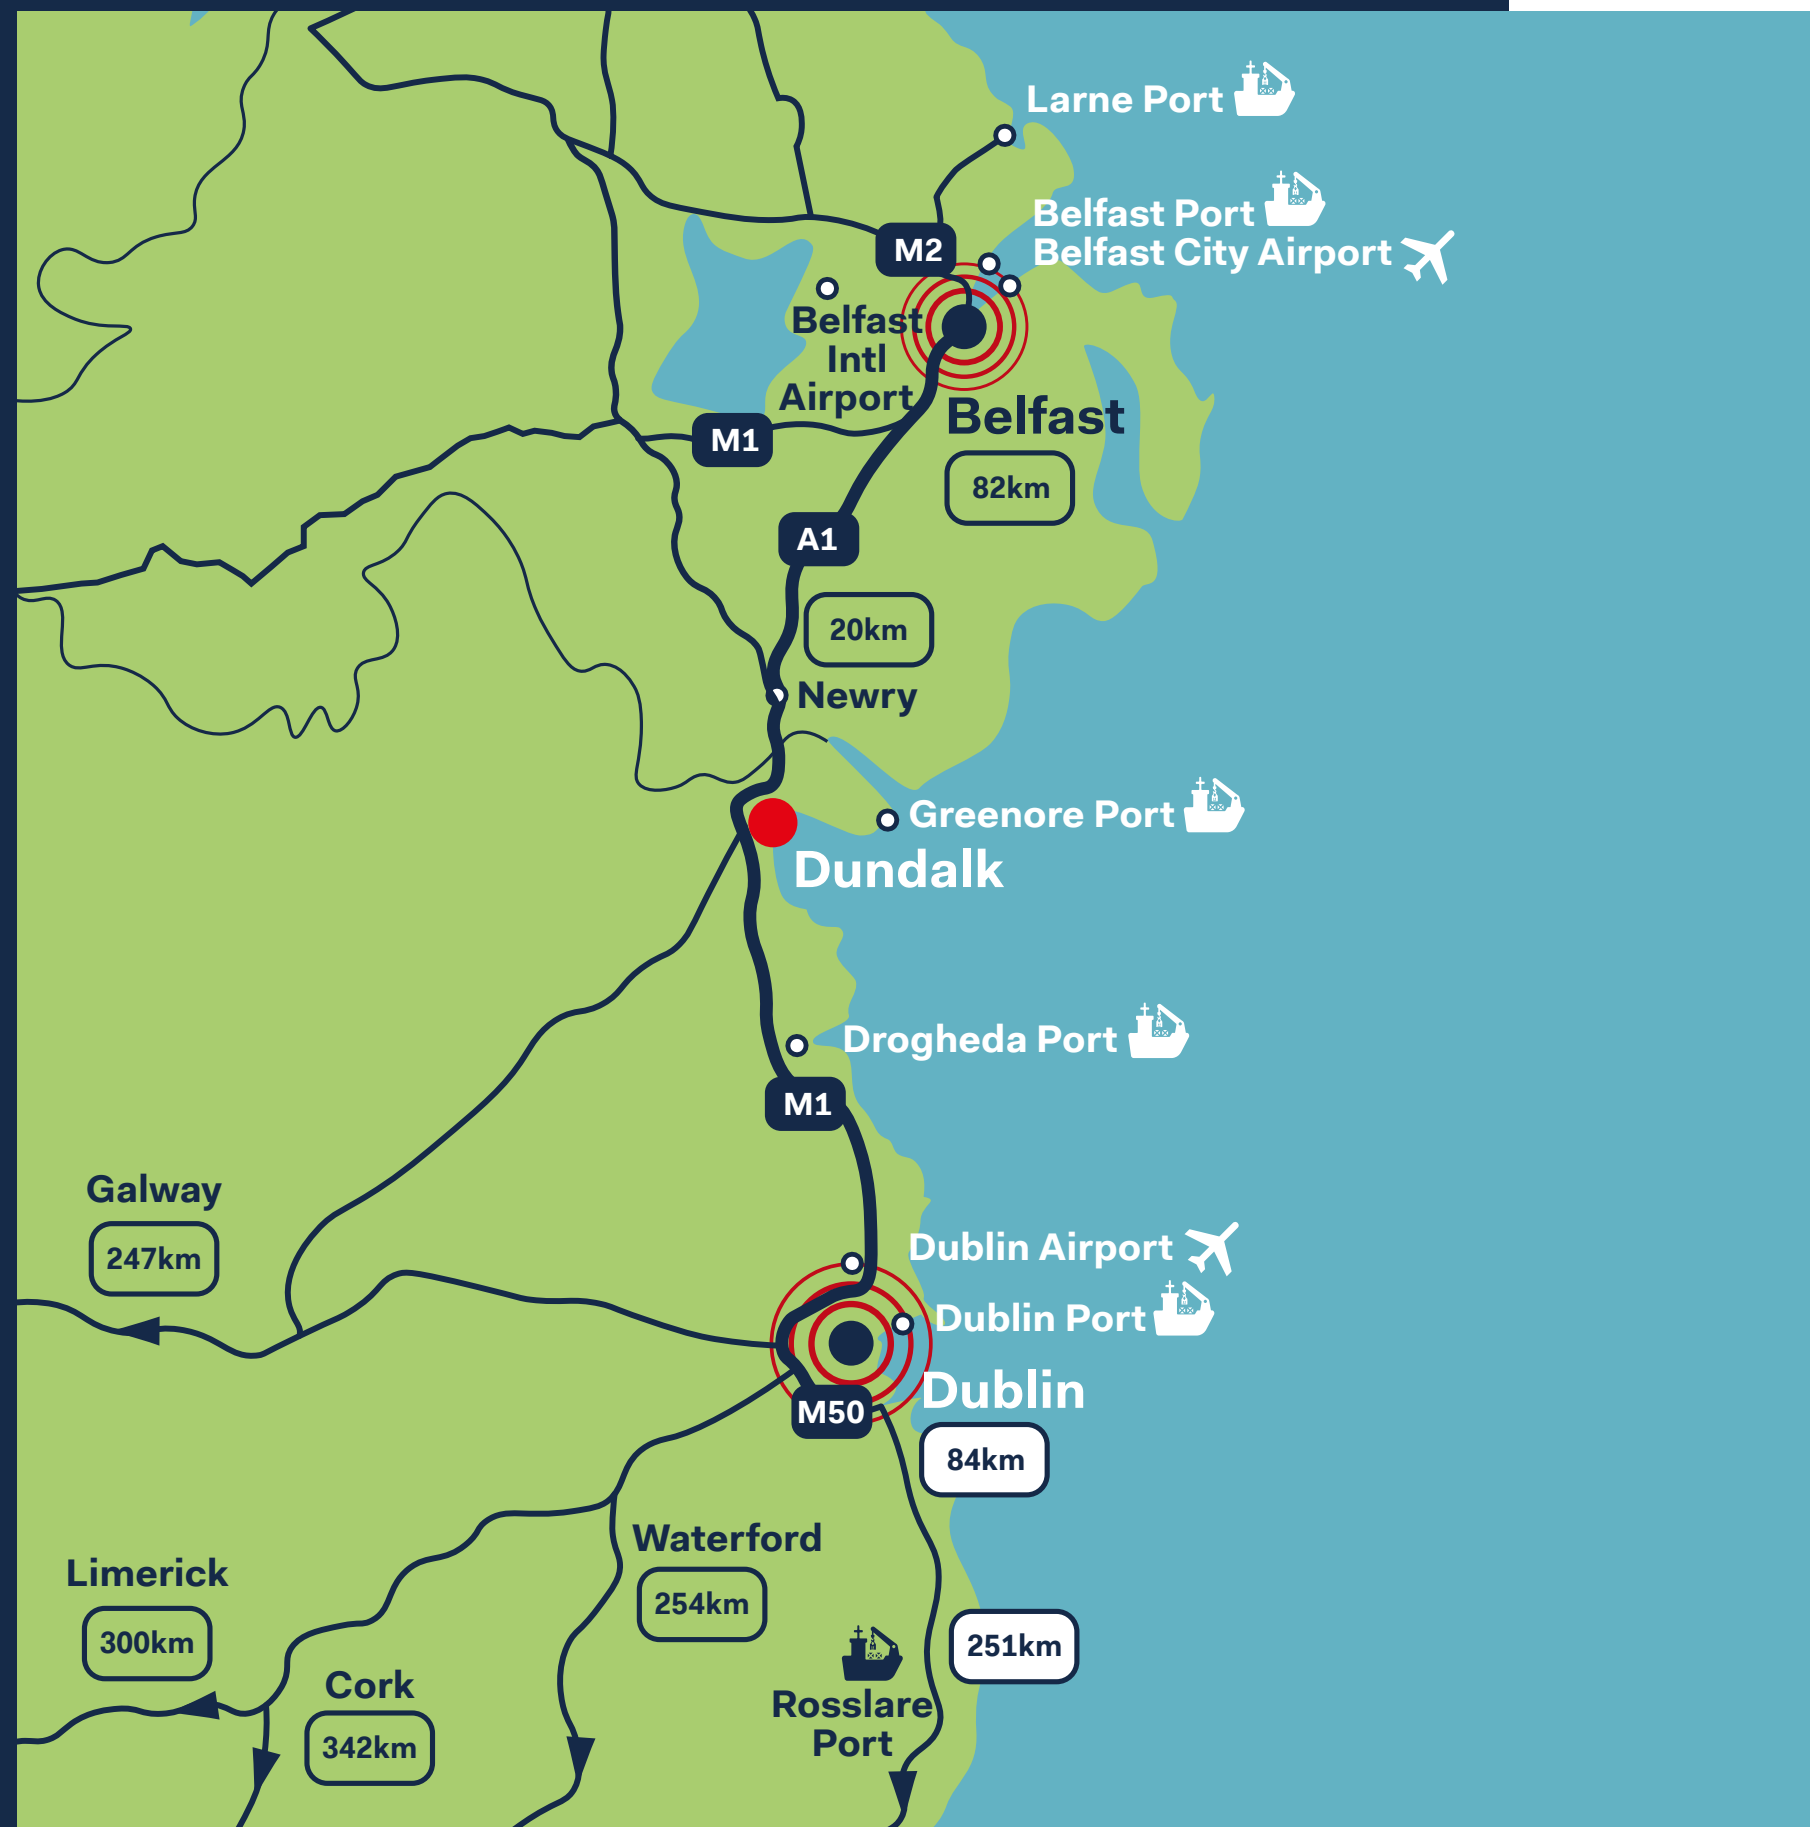 Larne Port
Belfast Port
M2
Belfast City Airport
Belfast
Intl
Airport
Belfast
M1
82km
A1
20km
Newry
Greenore Port
Dundalk
Drogheda Port
M1
Galway
247km
Dublin Airport
Dublin Port
Dublin
M50
84km
Waterford
254km
Limerick
300km
251km
Cork
342km
Rosslare
Port